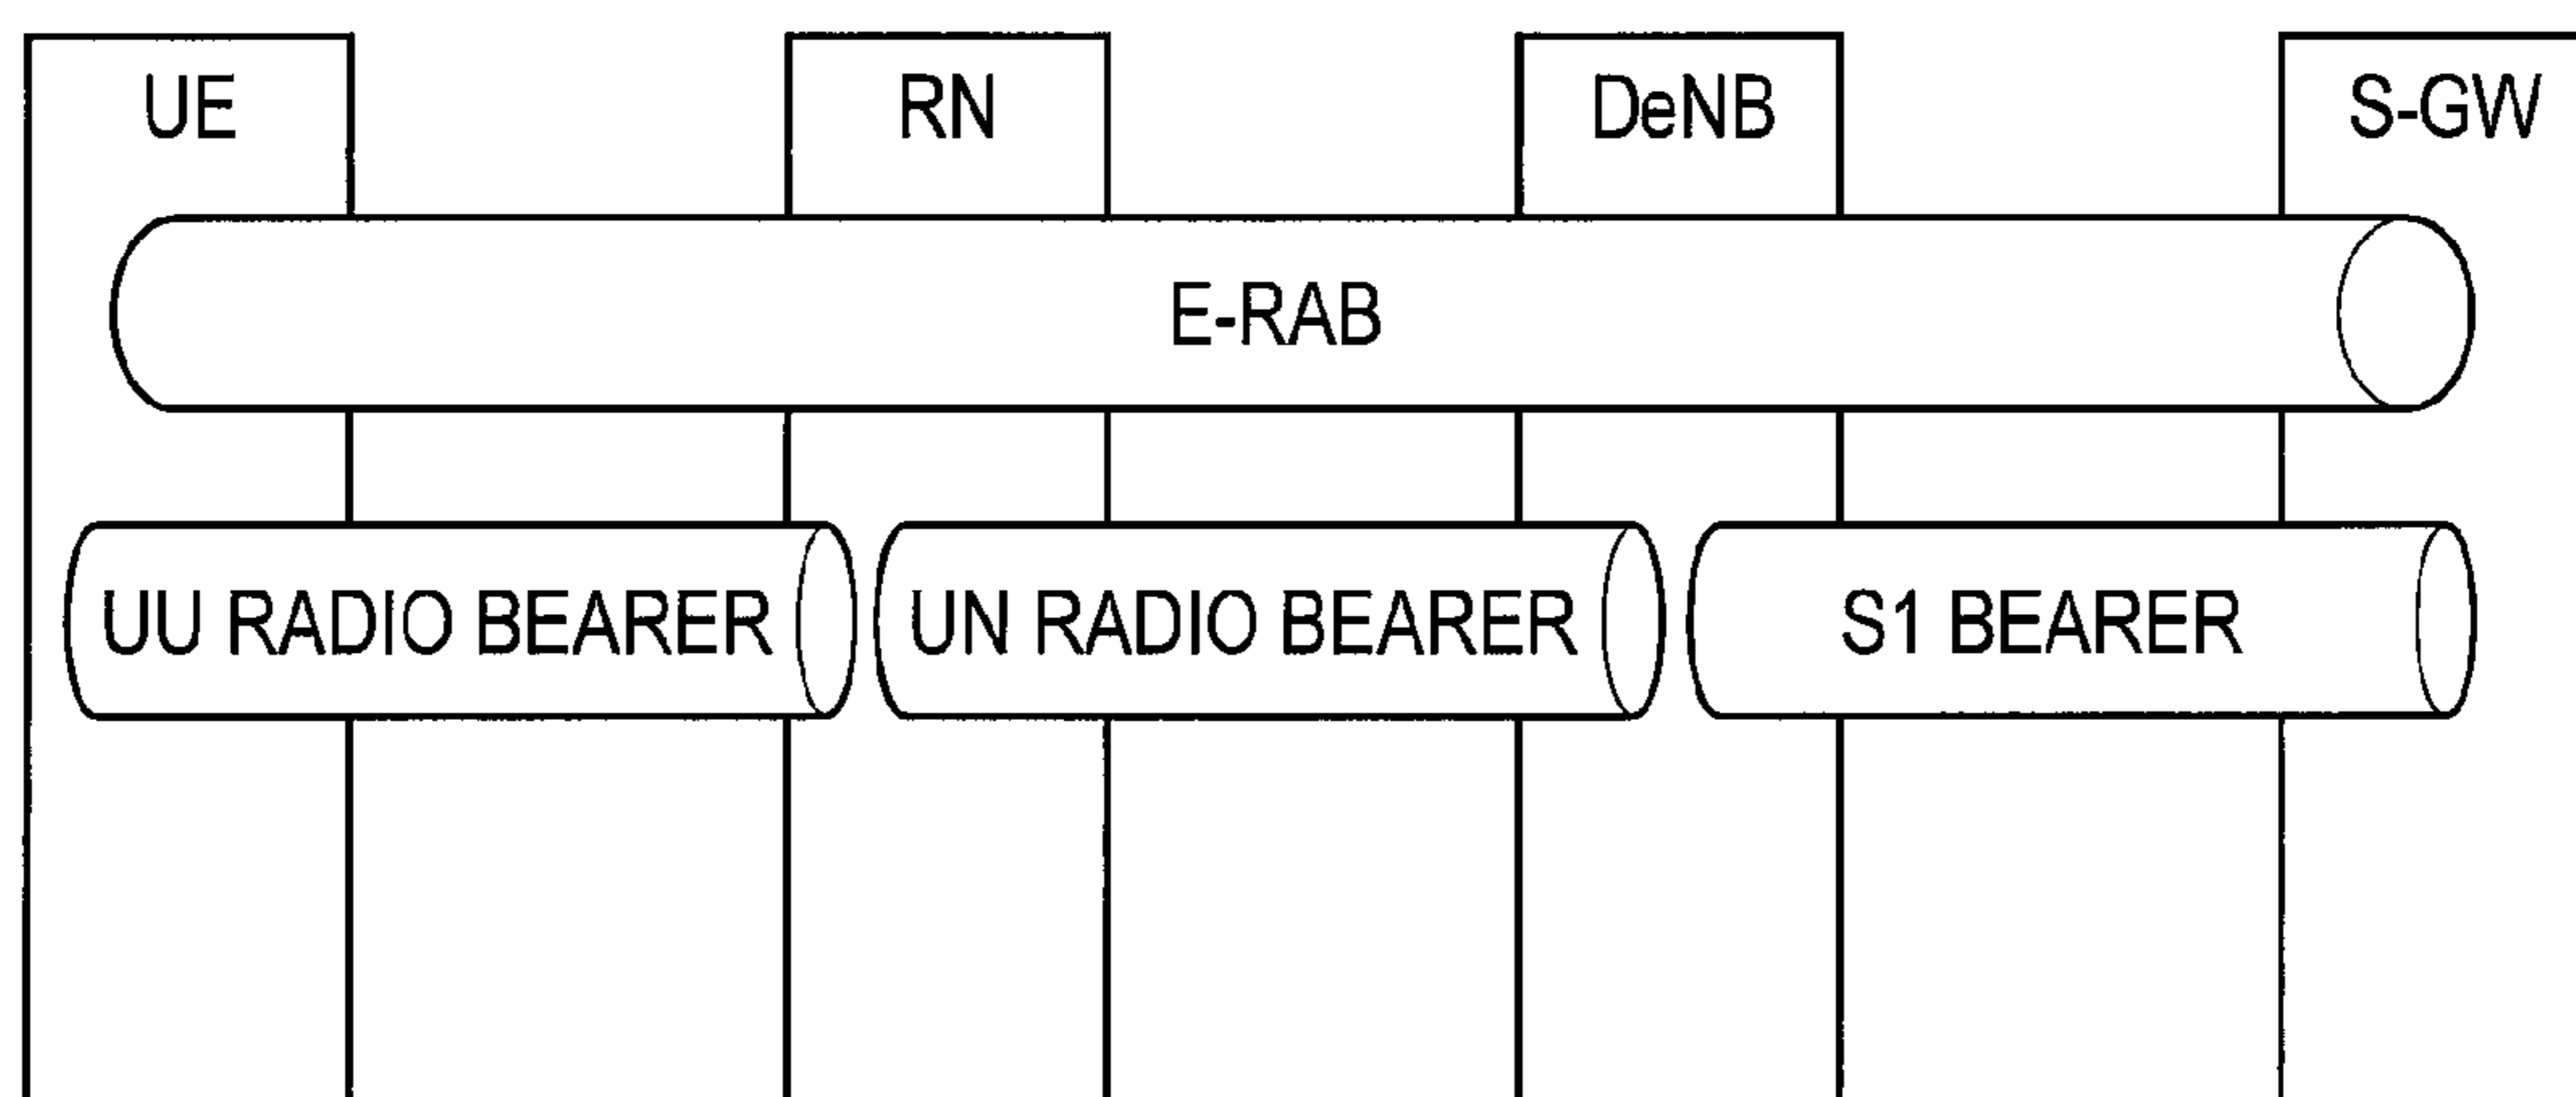 UE RN DeNB S-GW
E-RAB
UU RADIO BEARER UN RADIO BEARER S1 BEARER